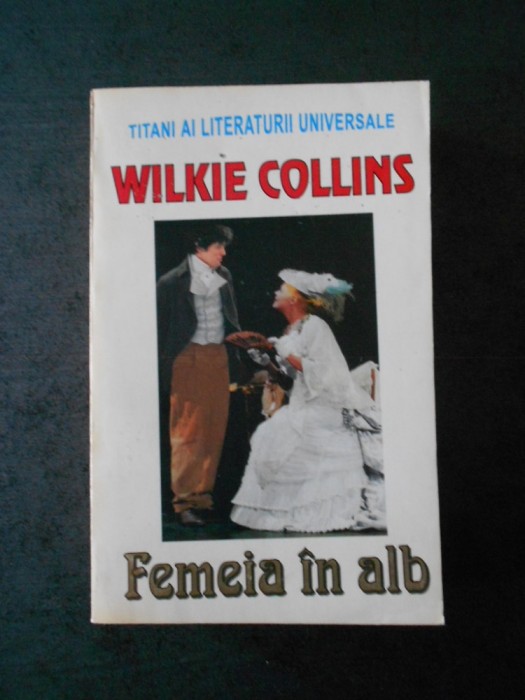 TITANI AI LITERATURII UNIVERSALE
WILKIE COLLINS
Femeia în alb